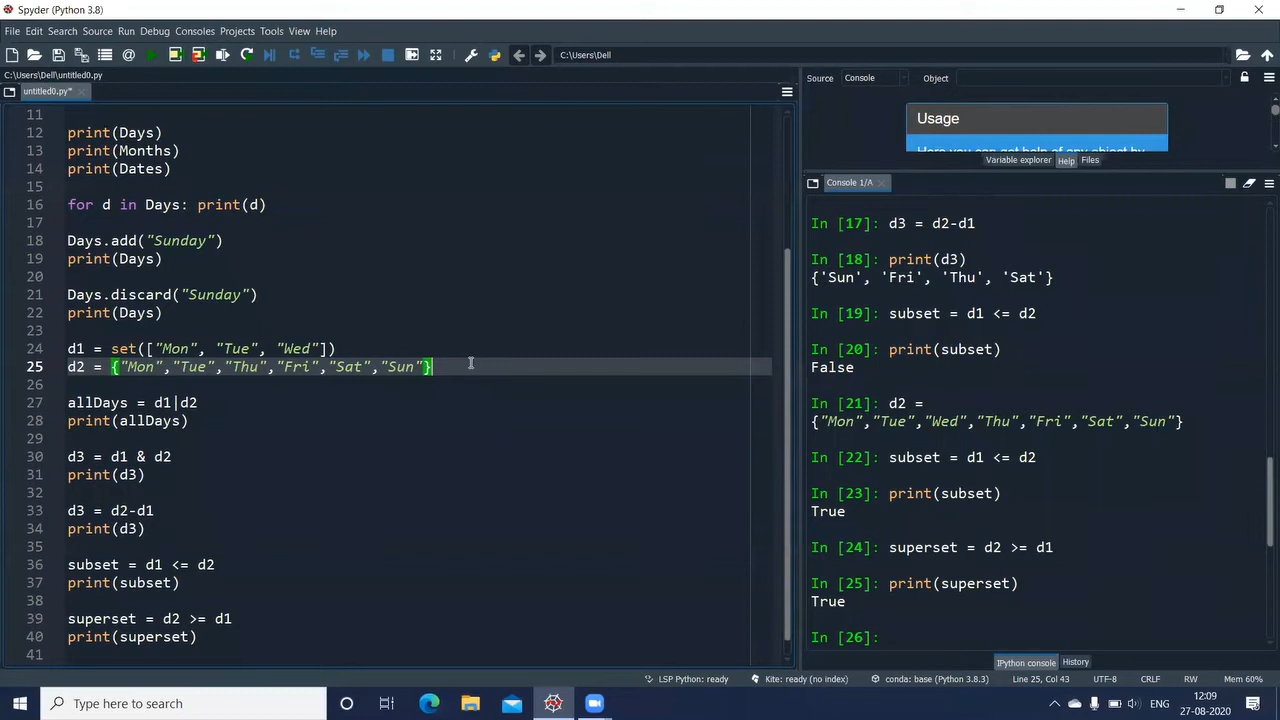 Spyder (Python 3.8)
File Edit Search Source Run Debug Consoles Projects Tools View Help
C:\Users\Dell
C:\Users\Dell\untitled0.py
untitled0.py*
11
12 print(Days)
13 print(Months)
14 print(Dates)
15
16 for d in Days: print(d)
17
18 Days.add("Sunday")
19 print(Days)
20
21 Days.discard("Sunday")
22 print(Days)
23
24 d1 = set(["Mon", "Tue", "Wed"])
25 d2 = {"Mon","Tue","Thu","Fri","Sat","Sun"}
26
27 allDays = d1|d2
28 print(allDays)
29
30 d3 = d1 & d2
31 print(d3)
32
33 d3 = d2-d1
34 print(d3)
35
36 subset = d1 <= d2
37 print(subset)
38
39 superset = d2 >= d1
40 print(superset)
41
Source Console Object
Usage
Here you can get help of any object by
Variable explorer Help Files
Console 1/A
In [17]: d3 = d2-d1
In [18]: print(d3)
{'Sun', 'Fri', 'Thu', 'Sat'}
In [19]: subset = d1 <= d2
In [20]: print(subset)
False
In [21]: d2 =
{"Mon","Tue","Wed","Thu","Fri","Sat","Sun"}
In [22]: subset = d1 <= d2
In [23]: print(subset)
True
In [24]: superset = d2 >= d1
In [25]: print(superset)
True
In [26]:
IPython console History
LSP Python: ready Kite: ready (no index) conda: base (Python 3.8.3) Line 25, Col 43 UTF-8 CRLF RW Mem 60%
Type here to search
ENG
12:09
27-08-2020